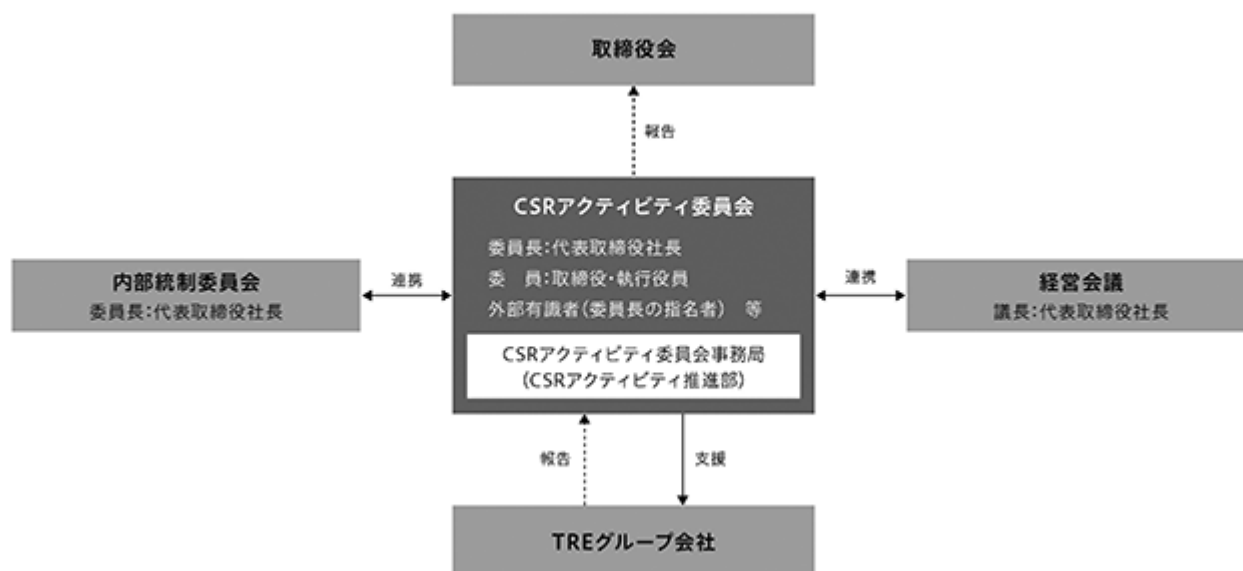 取締役会
報告
CSRアクティビティ委員会
委員長：代表取締役社長
委　員：取締役・執行役員
外部有識者（委員長の指名者）　等
CSRアクティビティ委員会事務局
（CSRアクティビティ推進部）
内部統制委員会
委員長：代表取締役社長
連携
連携
経営会議
議長：代表取締役社長
報告
支援
TREグループ会社